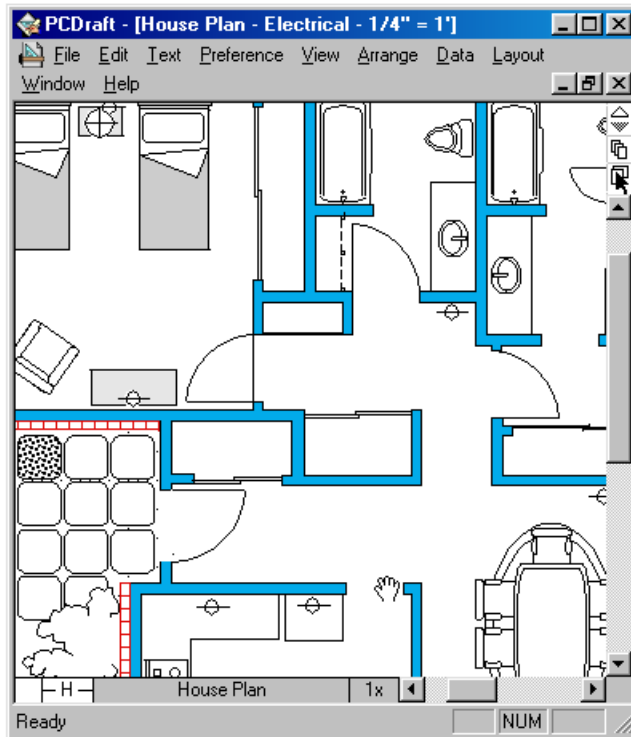 PCDraft - [House Plan - Electrical - 1/4" = 1']
File Edit Text Preference View Arrange Data Layout
Window Help
H House Plan 1x
Ready NUM